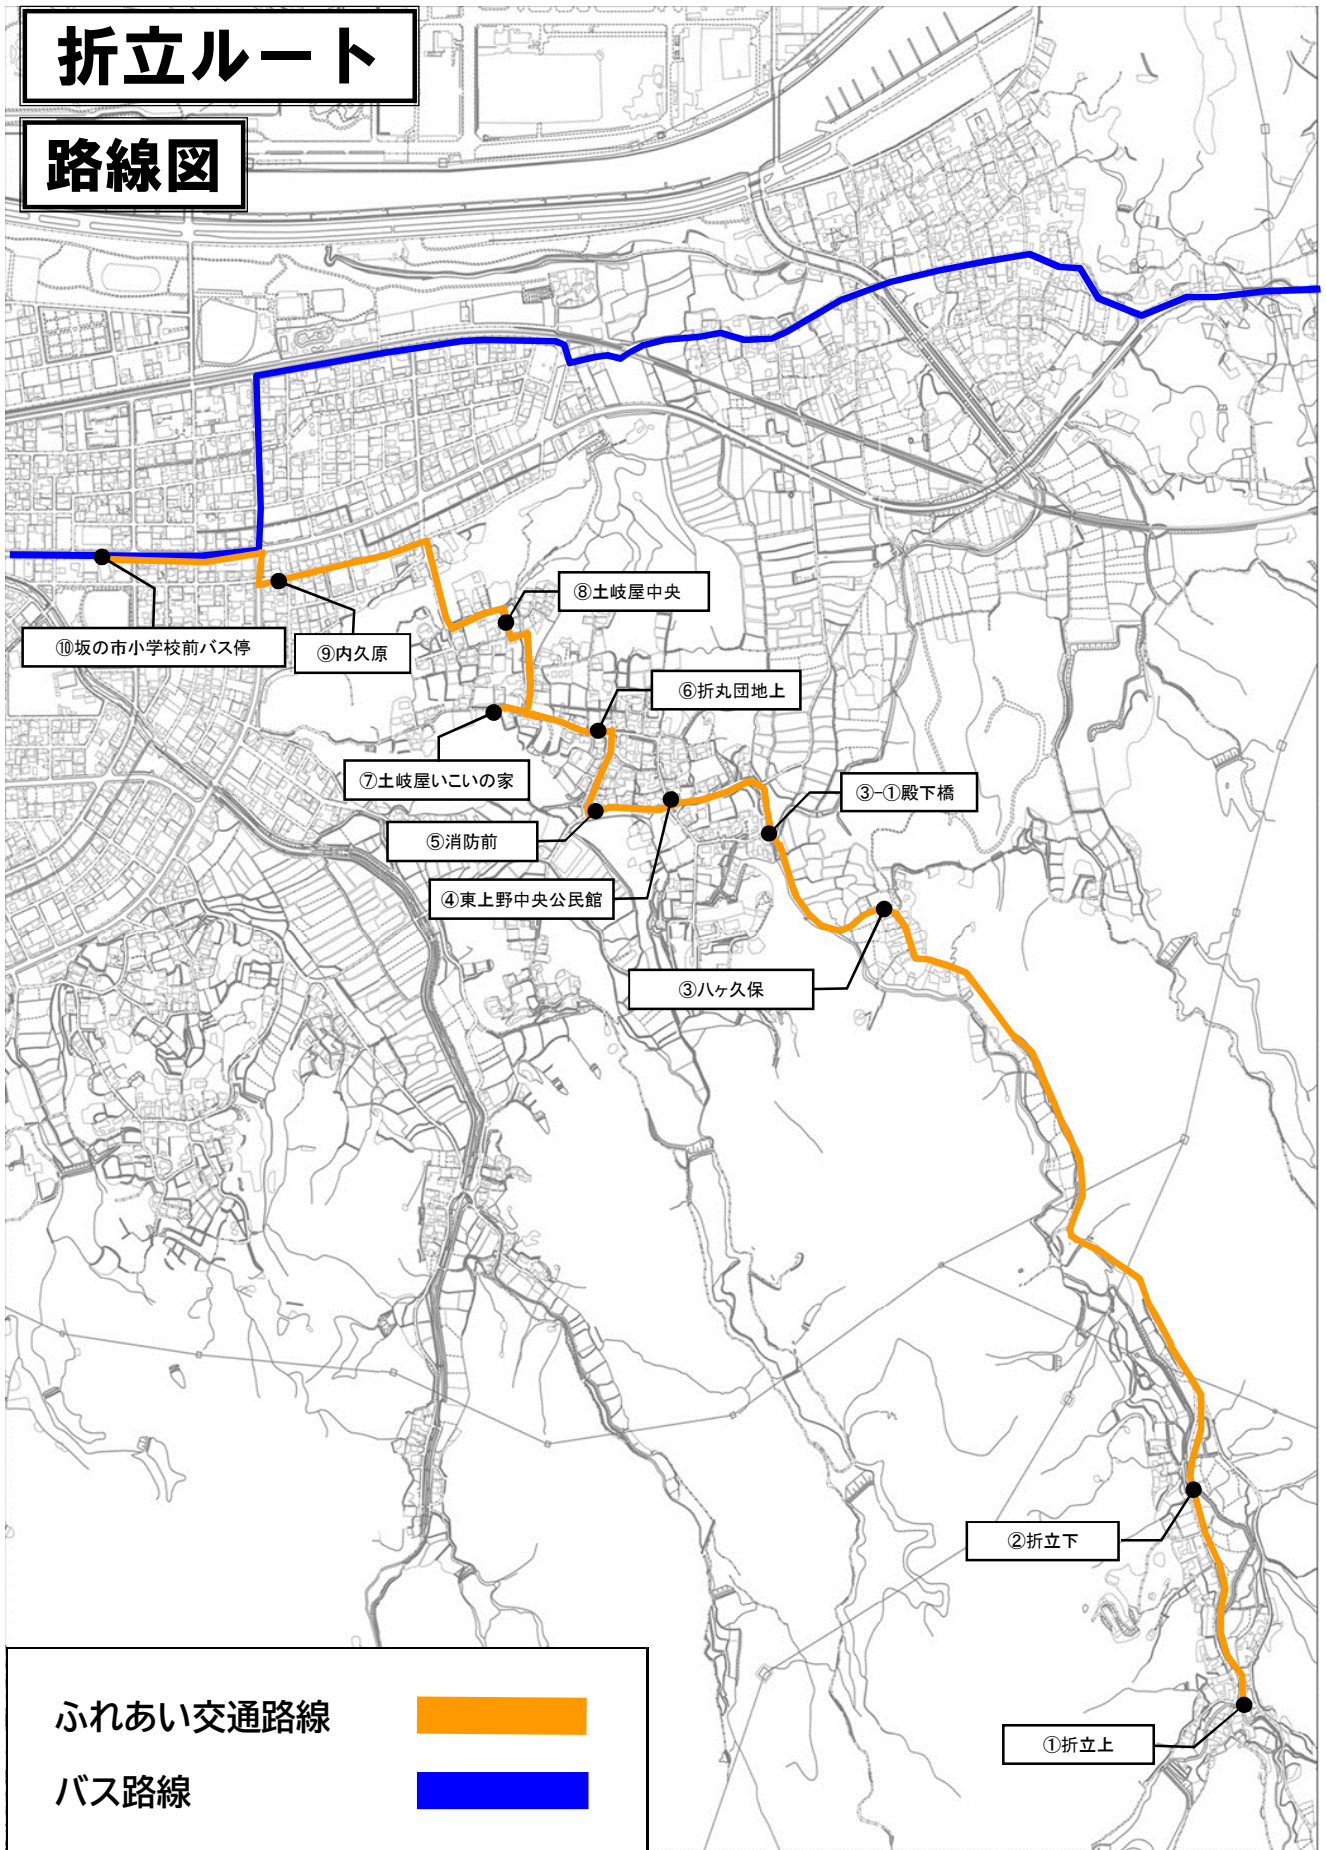 折立ルート
路線図
⑧土岐屋中央
⑩坂の市小学校前バス停
⑨内久原
⑥折丸団地上
⑦土岐屋いこいの家
③-①殿下橋
⑤消防前
④東上野中央公民館
③八ヶ久保
②折立下
①折立上
ふれあい交通路線
バス路線